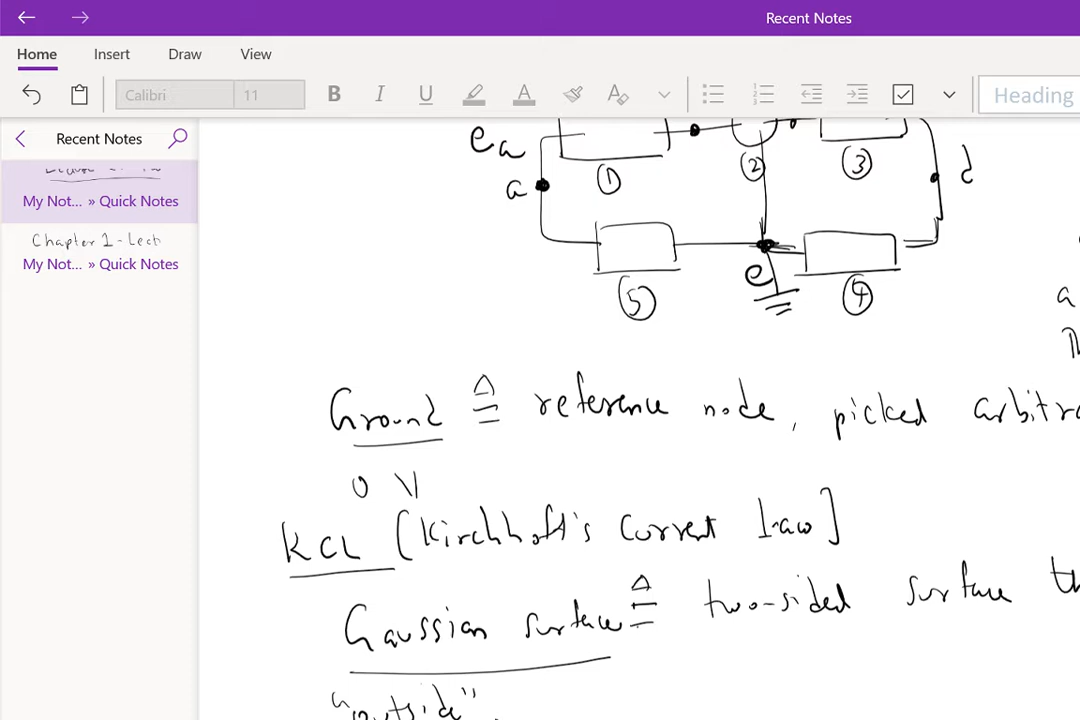 Recent Notes
Home Insert Draw View
Calibri 11 B I U A A Heading
Recent Notes
My Not... » Quick Notes
Chapter 1 - Lect
My Not... » Quick Notes
ea
a ① ② ③ d
e
⑤ ④
a
Ground ≜ reference node, picked arbitra
0 V
KCL [Kirchhoff's Current Law]
Gaussian surface ≜ two-sided surface th
"outside"